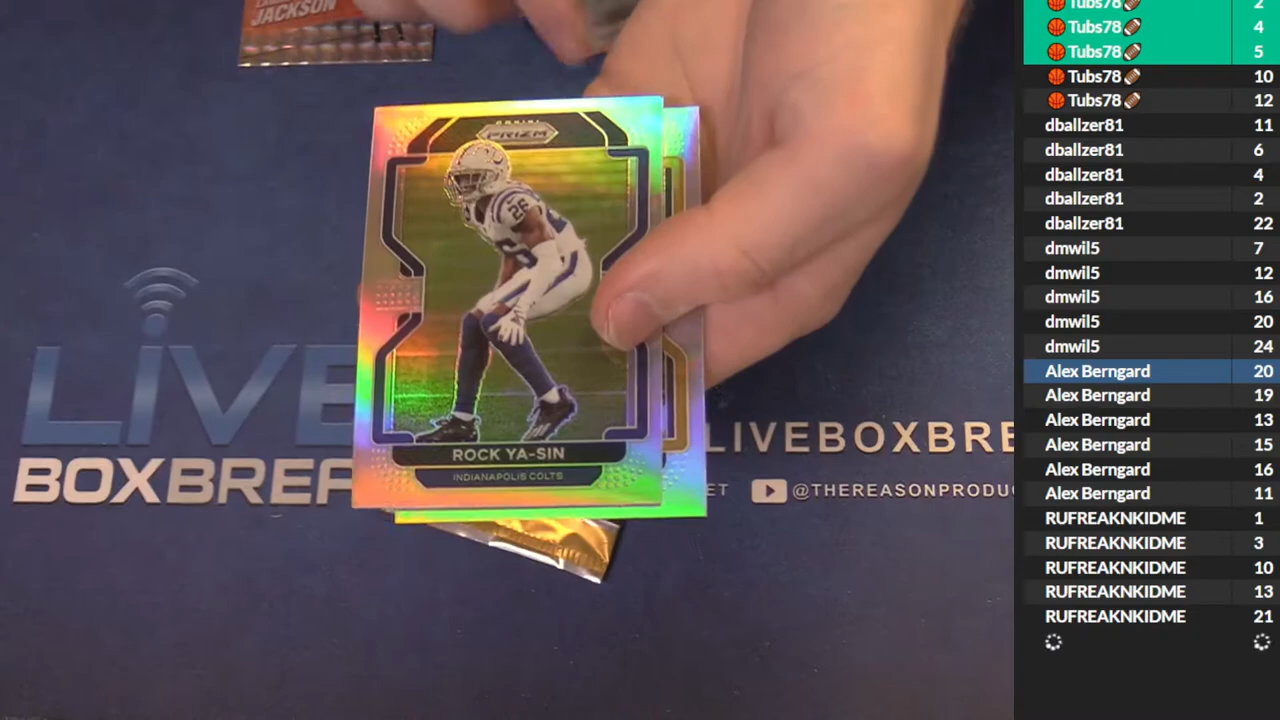 JACKSON
PANINI
PRIZM
26
ROCK YA-SIN
INDIANAPOLIS COLTS
LIVE
BOXBREA
LIVEBOXBRE
ET @THEREASONPRODU
Tubs78 2
Tubs78 4
Tubs78 5
Tubs78 10
Tubs78 12
dballzer81 11
dballzer81 6
dballzer81 4
dballzer81 2
dballzer81 22
dmwil5 7
dmwil5 12
dmwil5 16
dmwil5 20
dmwil5 24
Alex Berngard 20
Alex Berngard 19
Alex Berngard 13
Alex Berngard 15
Alex Berngard 16
Alex Berngard 11
RUFREAKNKIDME 1
RUFREAKNKIDME 3
RUFREAKNKIDME 10
RUFREAKNKIDME 13
RUFREAKNKIDME 21